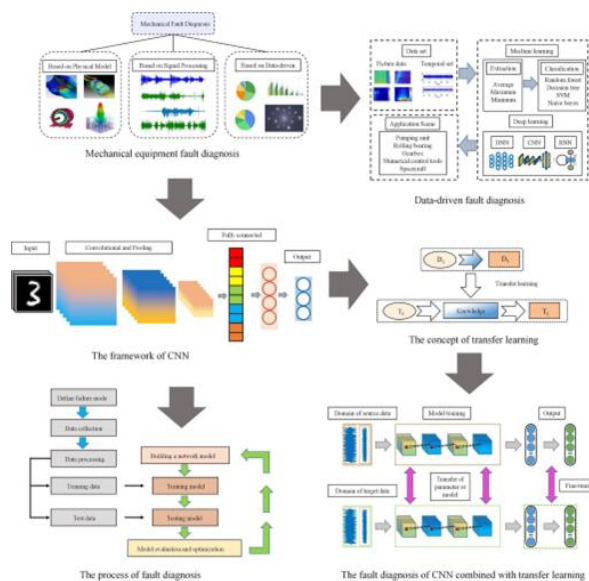 Mechanical Fault Diagnosis
Based on Physical Model
Based on Signal Processing
Based on Data-driven
Mechanical equipment fault diagnosis
Data set
Picture data
Temporal set
Machine learning
Extraction
Average
Maximum
Minimum
Classification
Random forest
Decision tree
SVM
Naive bayes
Deep learning
DNN
CNN
RNN
Application Scene
Pumping unit
Rolling bearing
Gearbox
Numerical control tools
Spacecraft
Data-driven fault diagnosis
Input
Convolutional and Pooling
Fully connected
Output
3
The framework of CNN
Transfer learning
Knowledge
The concept of transfer learning
Define failure mode
Data collection
Data processing
Training data
Test data
Building a network model
Training model
Testing model
Model evaluation and optimization
The process of fault diagnosis
Domain of source data
Model training
Output
Domain of target data
Transfer of
parameter or
model
The fault diagnosis of CNN combined with transfer learning